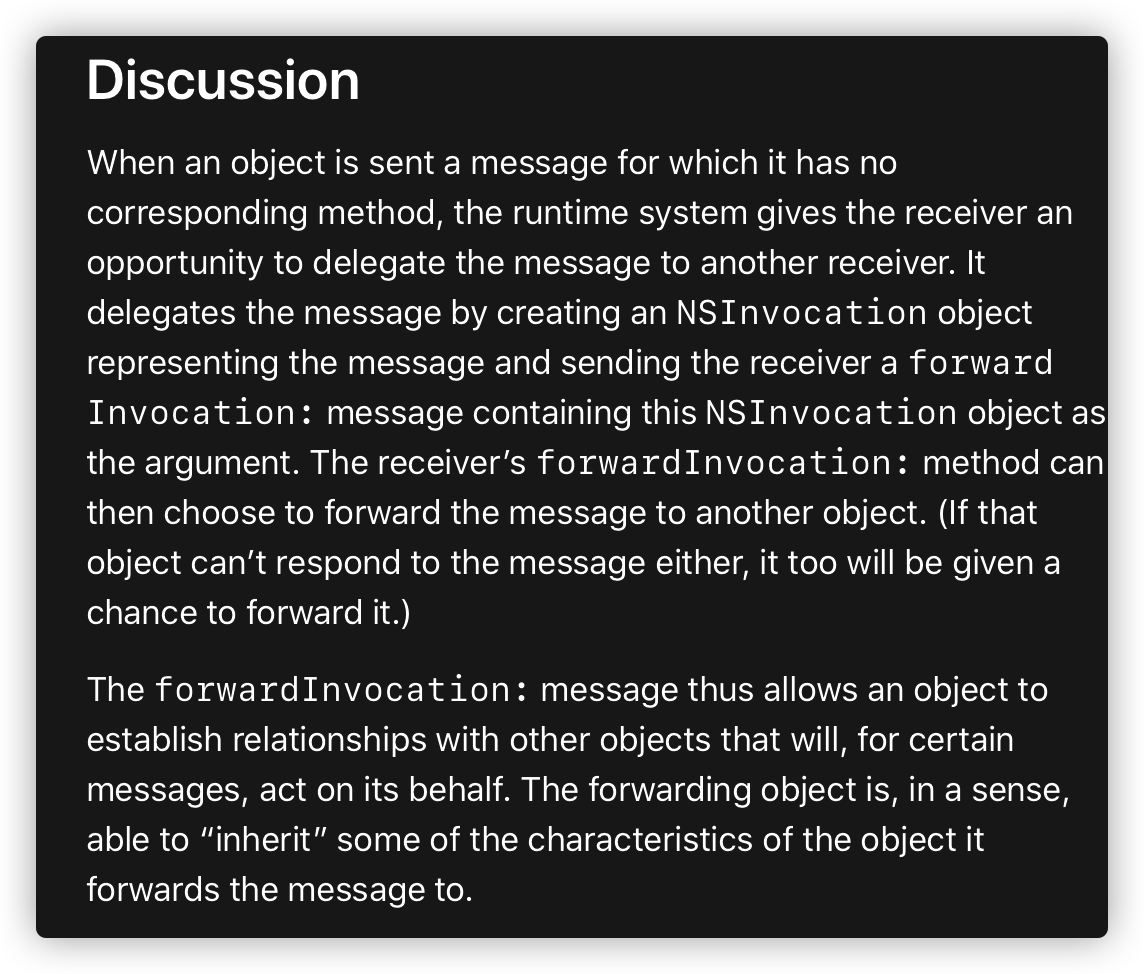 Discussion
When an object is sent a message for which it has no
corresponding method, the runtime system gives the receiver an
opportunity to delegate the message to another receiver. It
delegates the message by creating an NSInvocation object
representing the message and sending the receiver a forward
Invocation: message containing this NSInvocation object as
the argument. The receiver’s forwardInvocation: method can
then choose to forward the message to another object. (If that
object can’t respond to the message either, it too will be given a
chance to forward it.)
The forwardInvocation: message thus allows an object to
establish relationships with other objects that will, for certain
messages, act on its behalf. The forwarding object is, in a sense,
able to “inherit” some of the characteristics of the object it
forwards the message to.